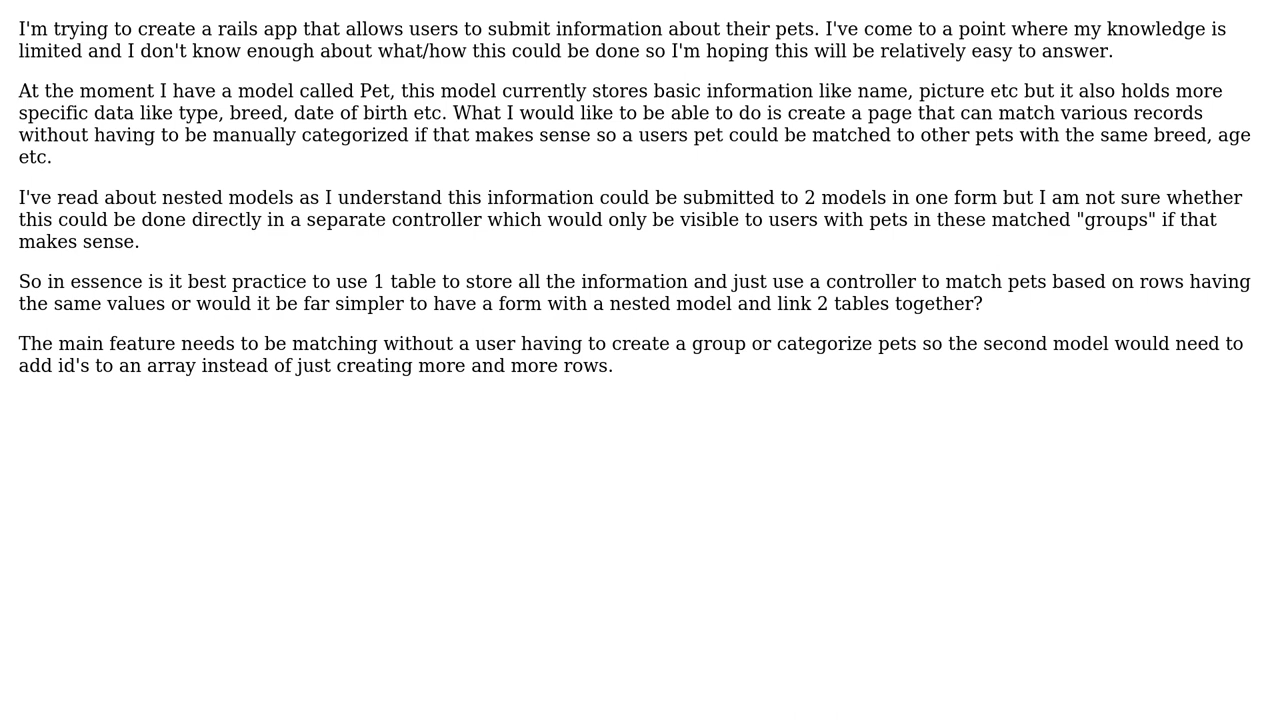 I'm trying to create a rails app that allows users to submit information about their pets. I've come to a point where my knowledge is
limited and I don't know enough about what/how this could be done so I'm hoping this will be relatively easy to answer.
At the moment I have a model called Pet, this model currently stores basic information like name, picture etc but it also holds more
specific data like type, breed, date of birth etc. What I would like to be able to do is create a page that can match various records
without having to be manually categorized if that makes sense so a users pet could be matched to other pets with the same breed, age
etc.
I've read about nested models as I understand this information could be submitted to 2 models in one form but I am not sure whether
this could be done directly in a separate controller which would only be visible to users with pets in these matched "groups" if that
makes sense.
So in essence is it best practice to use 1 table to store all the information and just use a controller to match pets based on rows having
the same values or would it be far simpler to have a form with a nested model and link 2 tables together?
The main feature needs to be matching without a user having to create a group or categorize pets so the second model would need to
add id's to an array instead of just creating more and more rows.